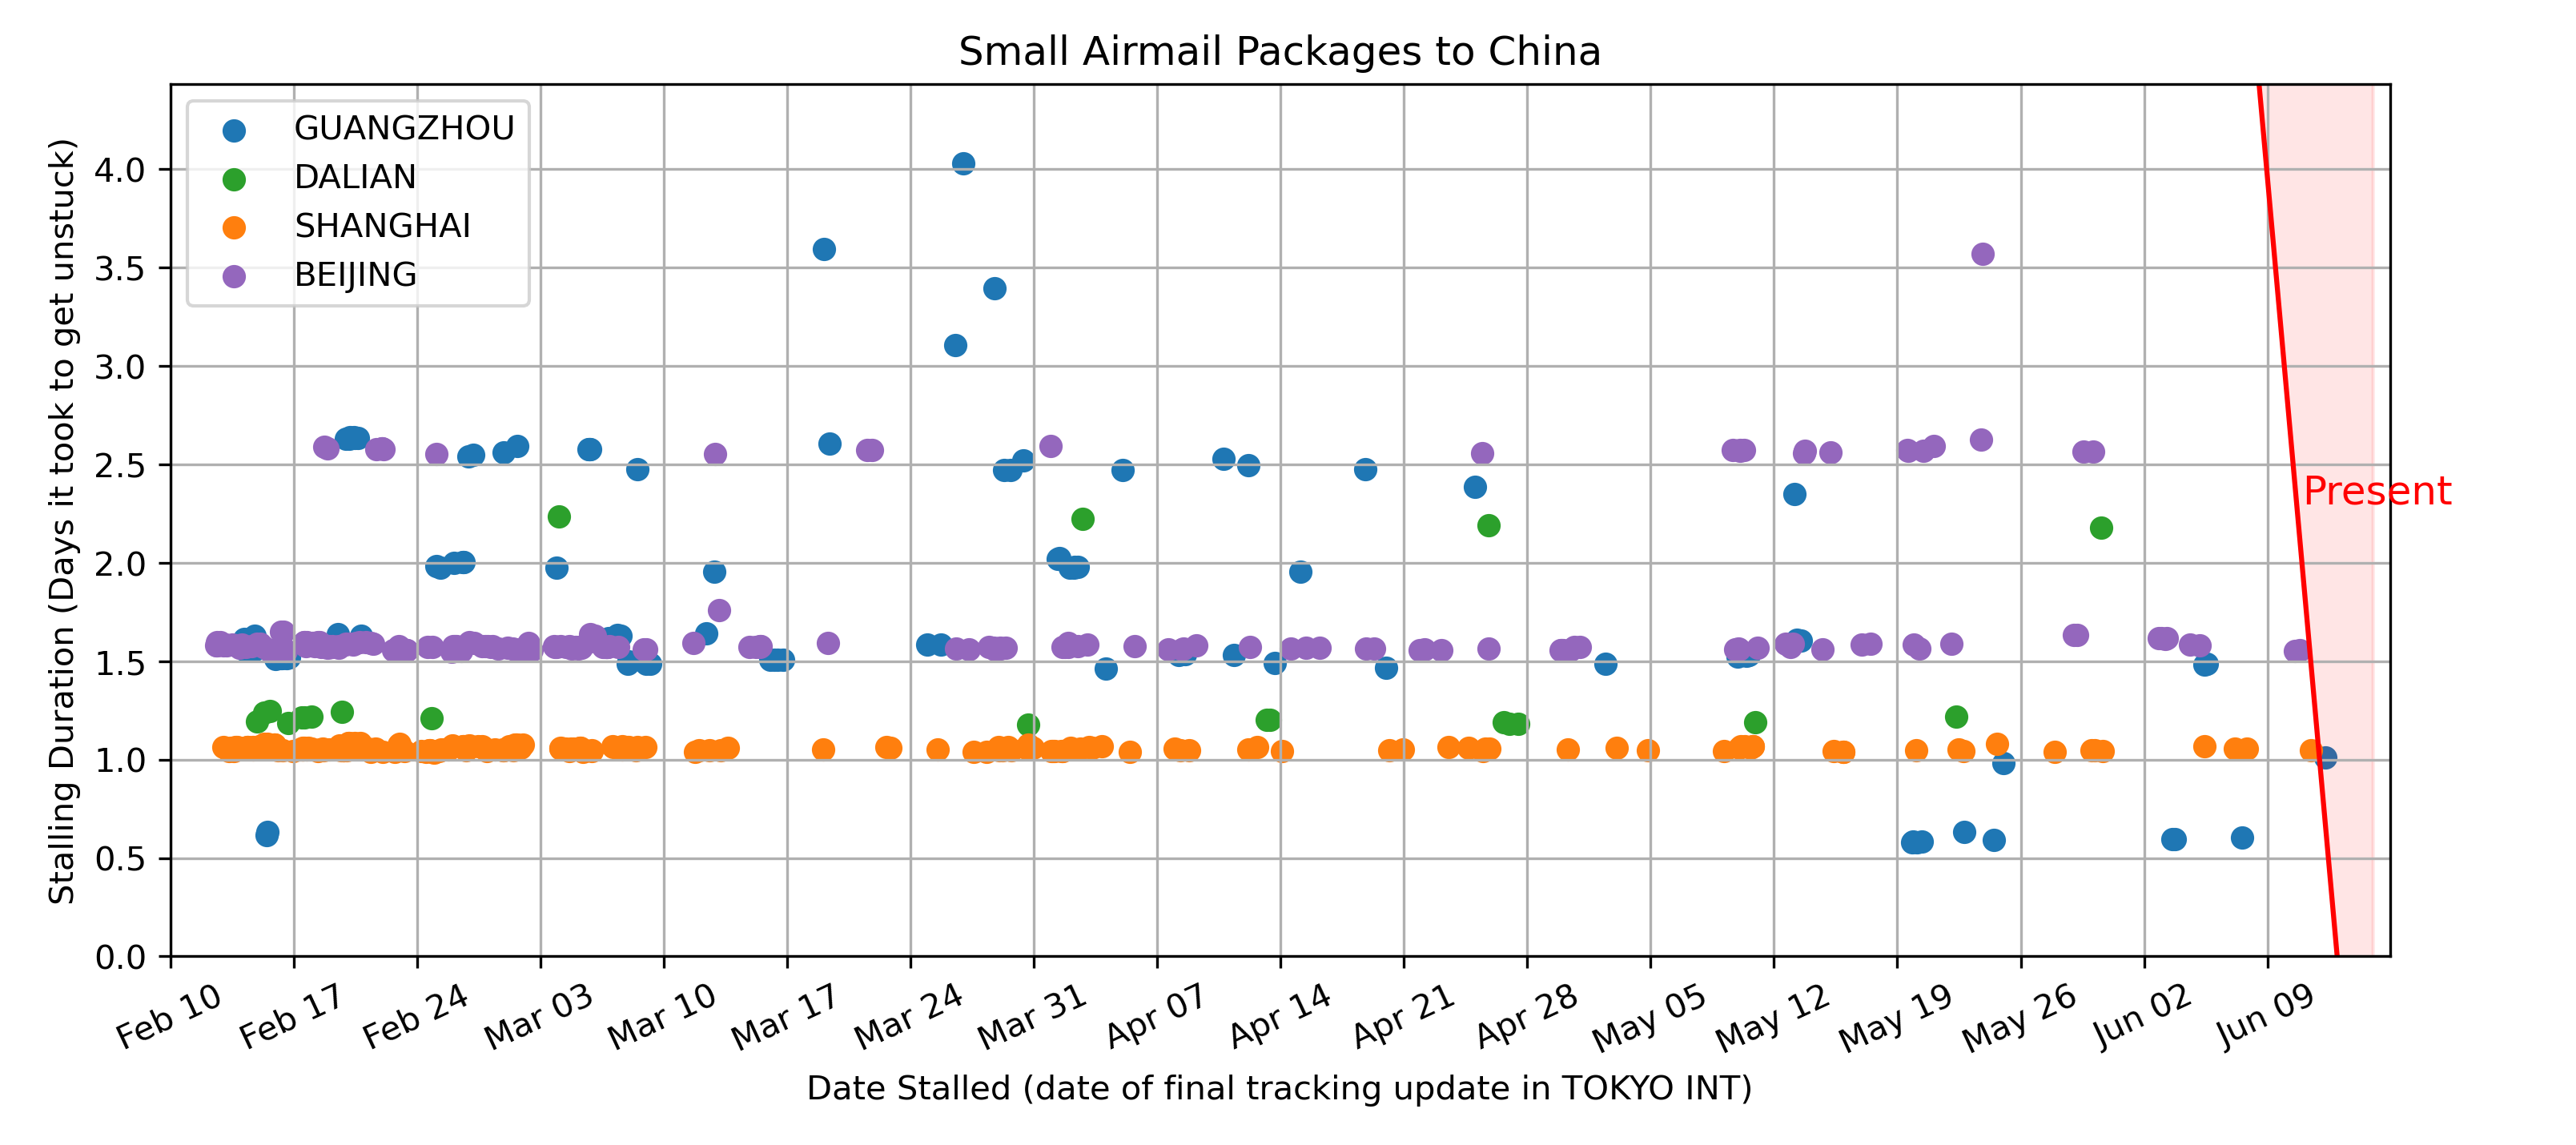 Small Airmail Packages to China
GUANGZHOU
DALIAN
SHANGHAI
BEIJING
Stalling Duration (Days it took to get unstuck)
4.0
3.5
3.0
2.5
2.0
1.5
1.0
0.5
0.0
Present
Feb 10
Feb 17
Feb 24
Mar 03
Mar 10
Mar 17
Mar 24
Mar 31
Apr 07
Apr 14
Apr 21
Apr 28
May 05
May 12
May 19
May 26
Jun 02
Jun 09
Date Stalled (date of final tracking update in TOKYO INT)